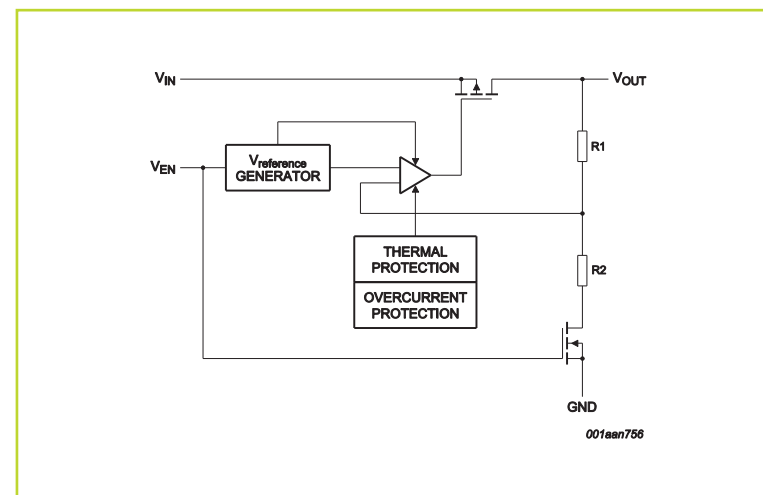 VIN
VOUT
VEN
Vreference
GENERATOR
R1
THERMAL
PROTECTION
OVERCURRENT
PROTECTION
R2
GND
001aan756